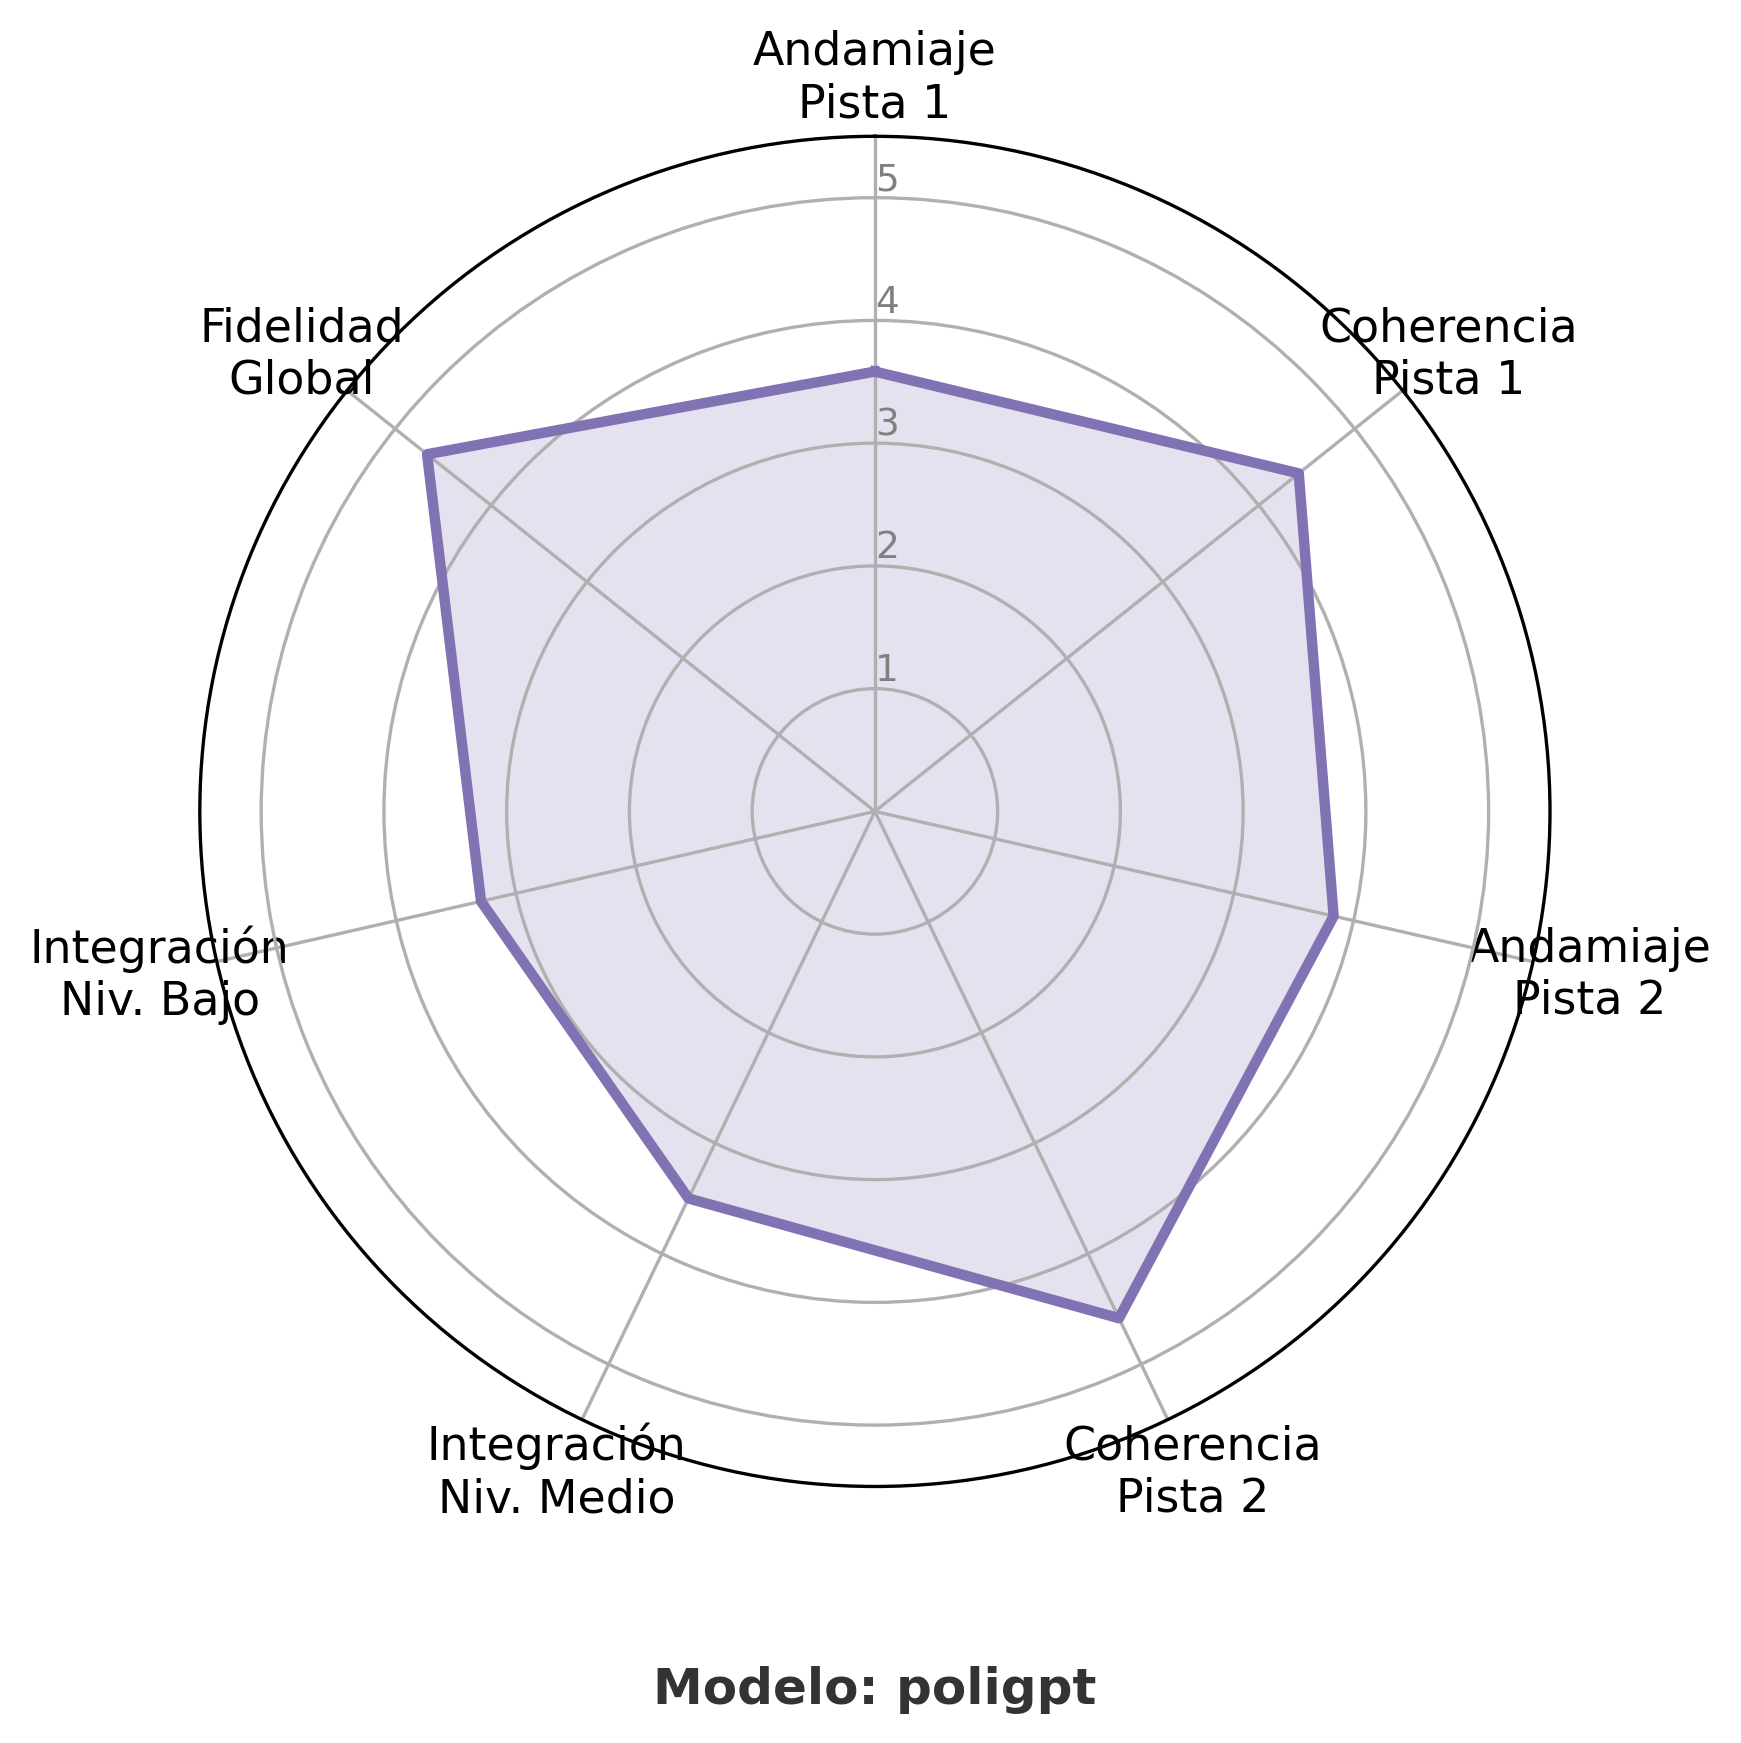 Andamiaje
Pista 1
5
4
3
2
1
Fidelidad
Global
Coherencia
Pista 1
Integración
Niv. Bajo
Andamiaje
Pista 2
Integración
Niv. Medio
Coherencia
Pista 2
Modelo: poligpt